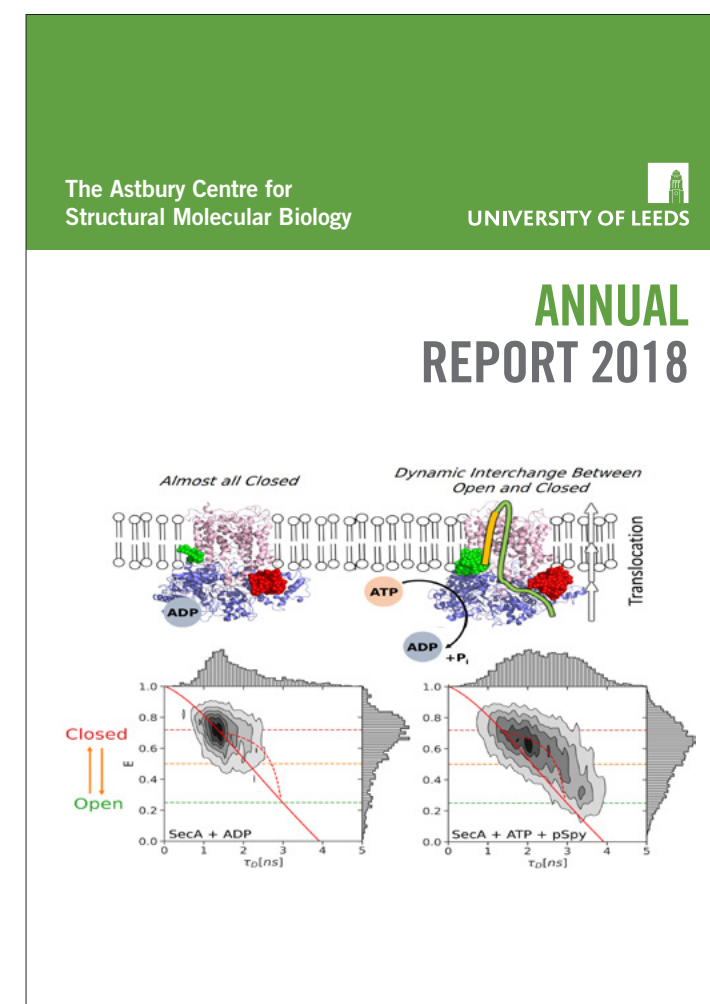 The Astbury Centre for
Structural Molecular Biology
UNIVERSITY OF LEEDS
ANNUAL
REPORT 2018
Almost all Closed
Dynamic Interchange Between
Open and Closed
Translocation
ADP
ATP
ADP
+Pi
Closed
Open
E
1.0
0.8
0.6
0.4
0.2
0.0
SecA + ADP
0 1 2 3 4 5
τD[ns]
1.0
0.8
0.6
0.4
0.2
0.0
SecA + ATP + pSpy
0 1 2 3 4 5
τD[ns]